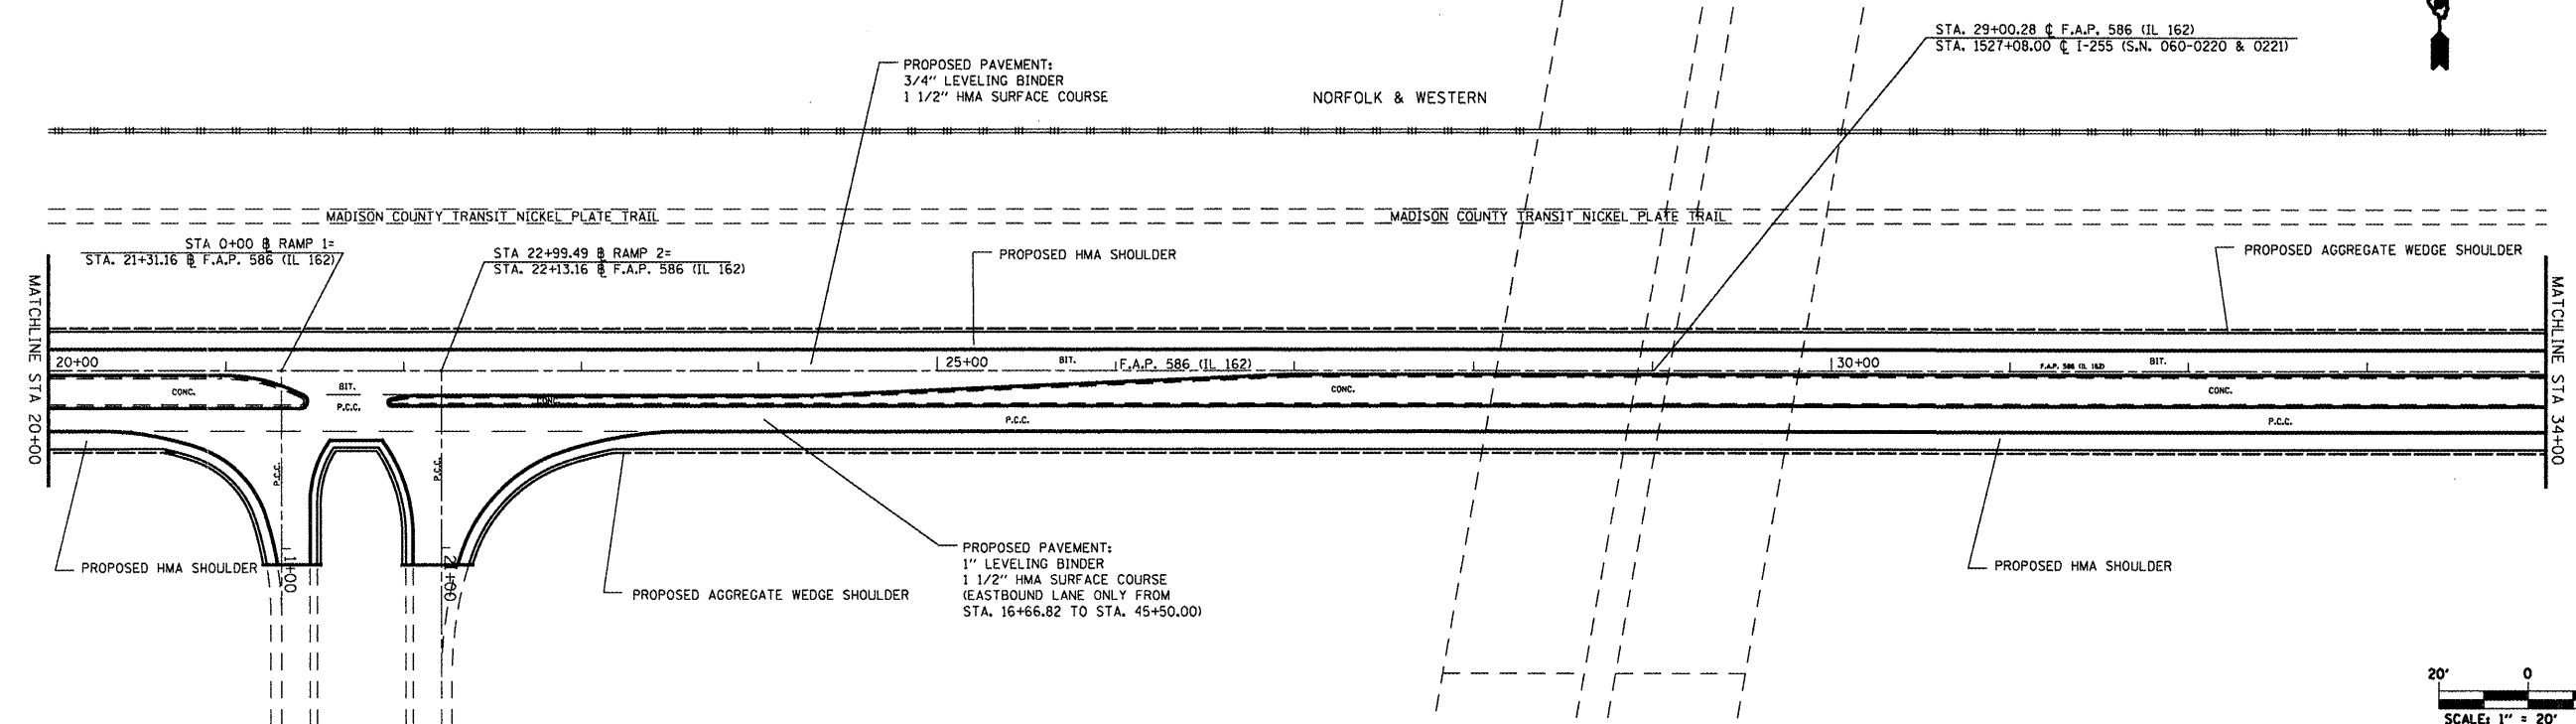 STA. 29+00.28 ℄ F.A.P. 586 (IL 162)
STA. 1527+08.00 ℄ I-255 (S.N. 060-0220 & 0221)
PROPOSED PAVEMENT:
3/4" LEVELING BINDER
1 1/2" HMA SURFACE COURSE
NORFOLK & WESTERN
MADISON COUNTY TRANSIT NICKEL PLATE TRAIL
MADISON COUNTY TRANSIT NICKEL PLATE TRAIL
STA 0+00 ⅊ RAMP 1=
STA. 21+31.16 ⅊ F.A.P. 586 (IL 162)
STA 22+99.49 ⅊ RAMP 2=
STA. 22+13.16 ⅊ F.A.P. 586 (IL 162)
PROPOSED HMA SHOULDER
PROPOSED AGGREGATE WEDGE SHOULDER
MATCHLINE STA 20+00
MATCHLINE STA 34+00
20+00
25+00
BIT.
F.A.P. 586 (IL 162)
30+00
F.A.P. 586 (IL 162)
BIT.
CONC.
BIT.
P.C.C.
CONC.
CONC.
CONC.
P.C.C.
P.C.C.
P.C.C.
P.C.C.
11+00
21+00
PROPOSED HMA SHOULDER
PROPOSED AGGREGATE WEDGE SHOULDER
PROPOSED PAVEMENT:
1" LEVELING BINDER
1 1/2" HMA SURFACE COURSE
(EASTBOUND LANE ONLY FROM
STA. 16+66.82 TO STA. 45+50.00)
PROPOSED HMA SHOULDER
20' 0
SCALE: 1" = 20'